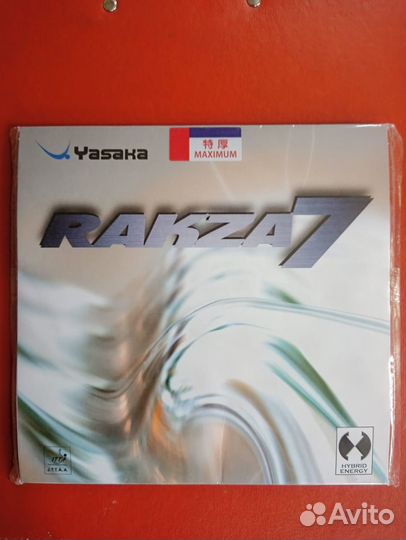 Yasaka
特厚
MAXIMUM
RAKZA7
ITTF
J.T.T.A.A
HYBRID
ENERGY
Avito